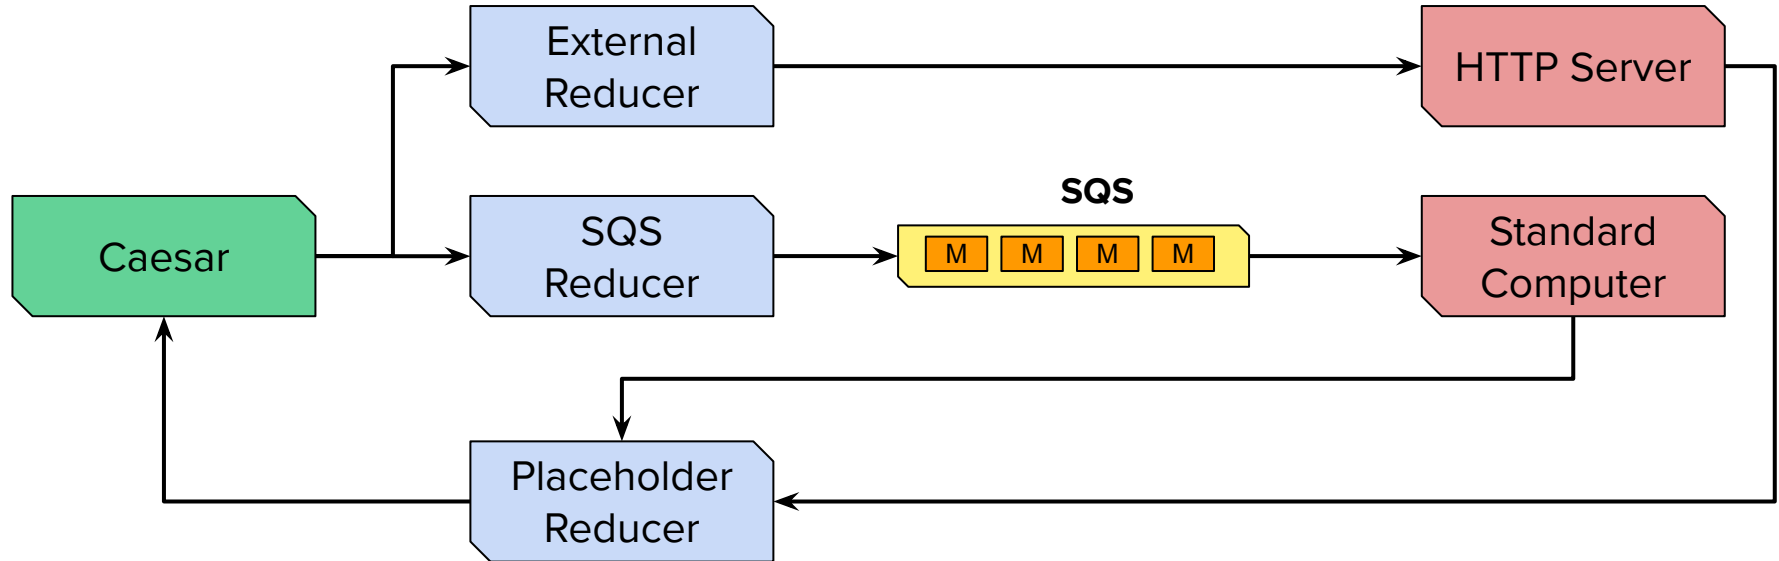 External
Reducer
HTTP Server
SQS
Caesar
SQS
Reducer
M M M M
Standard
Computer
Placeholder
Reducer